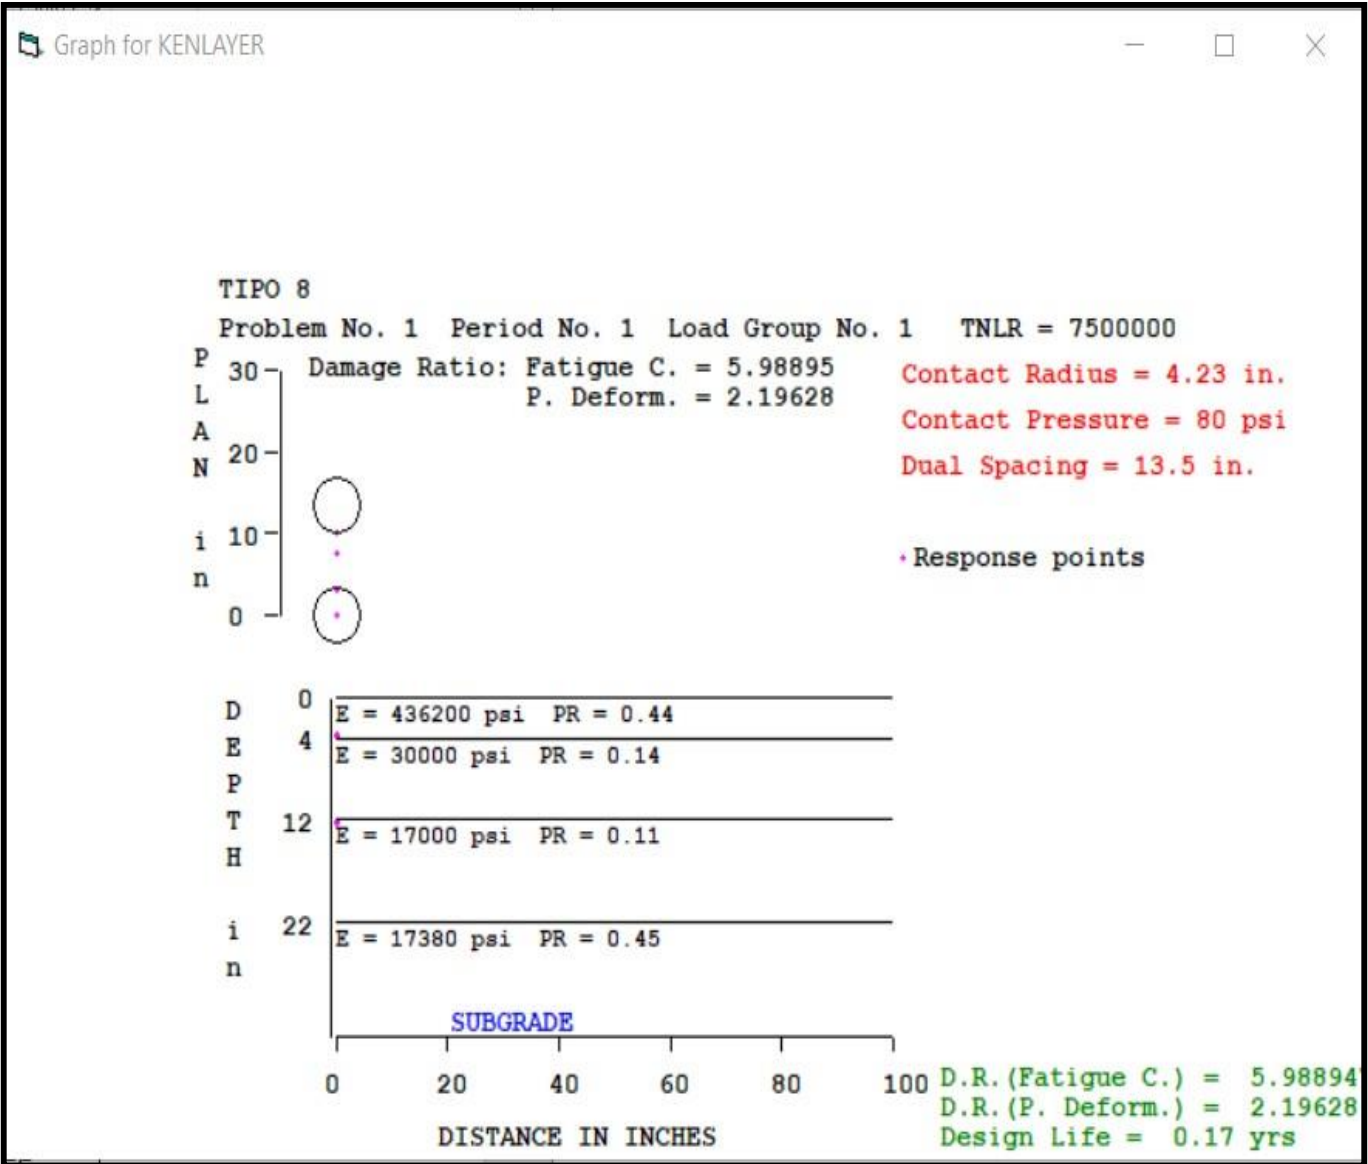 Graph for KENLAYER
TIPO 8
Problem No. 1 Period No. 1 Load Group No. 1 TNLR = 7500000
Damage Ratio: Fatigue C. = 5.98895
P. Deform. = 2.19628
Contact Radius = 4.23 in.
Contact Pressure = 80 psi
Dual Spacing = 13.5 in.
PLAN in
30
20
10
0
Response points
DEPTH in
0
E = 436200 psi PR = 0.44
4
E = 30000 psi PR = 0.14
12
E = 17000 psi PR = 0.11
22
E = 17380 psi PR = 0.45
SUBGRADE
0 20 40 60 80 100
DISTANCE IN INCHES
D.R.(Fatigue C.) = 5.98894
D.R.(P. Deform.) = 2.19628
Design Life = 0.17 yrs